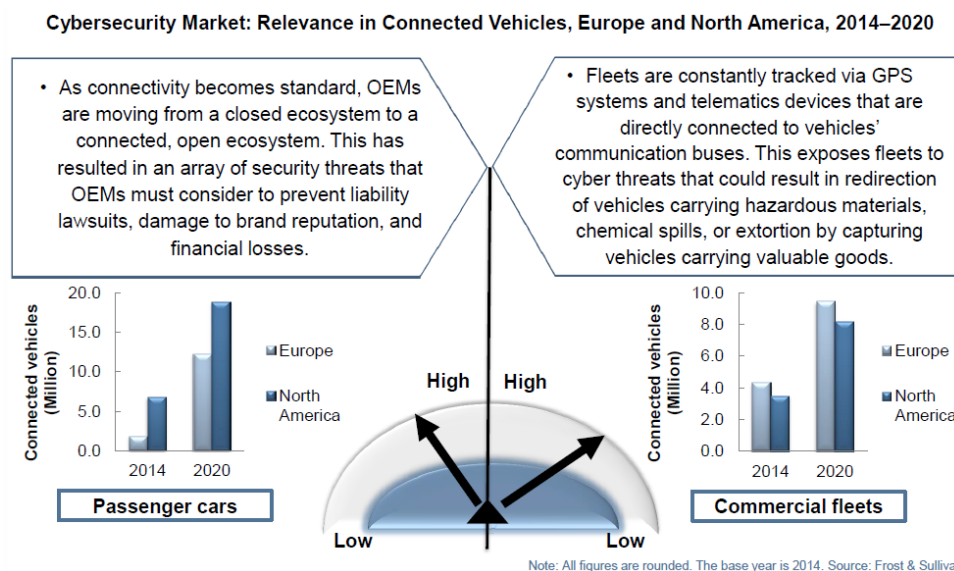 Cybersecurity Market: Relevance in Connected Vehicles, Europe and North America, 2014–2020
• As connectivity becomes standard, OEMs
are moving from a closed ecosystem to a
connected, open ecosystem. This has
resulted in an array of security threats that
OEMs must consider to prevent liability
lawsuits, damage to brand reputation, and
financial losses.
• Fleets are constantly tracked via GPS
systems and telematics devices that are
directly connected to vehicles'
communication buses. This exposes fleets to
cyber threats that could result in redirection
of vehicles carrying hazardous materials,
chemical spills, or extortion by capturing
vehicles carrying valuable goods.
Connected vehicles
(Million)
20.0
15.0
10.0
5.0
0.0
2014 2020
Europe
North
America
Passenger cars
High High
Low Low
Connected vehicles
(Million)
10.0
8.0
6.0
4.0
2.0
0.0
2014 2020
Europe
North
America
Commercial fleets
Note: All figures are rounded. The base year is 2014. Source: Frost &